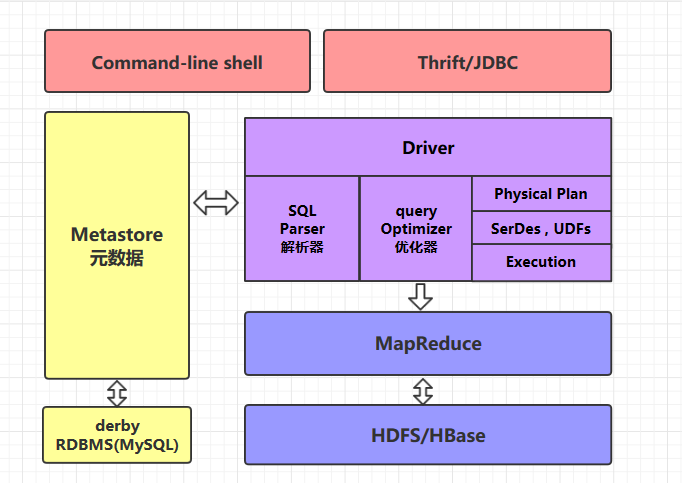 Command-line shell
Thrift/JDBC
Metastore
元数据
derby
RDBMS(MySQL)
Driver
SQL
Parser
解析器
query
Optimizer
优化器
Physical Plan
SerDes , UDFs
Execution
MapReduce
HDFS/HBase